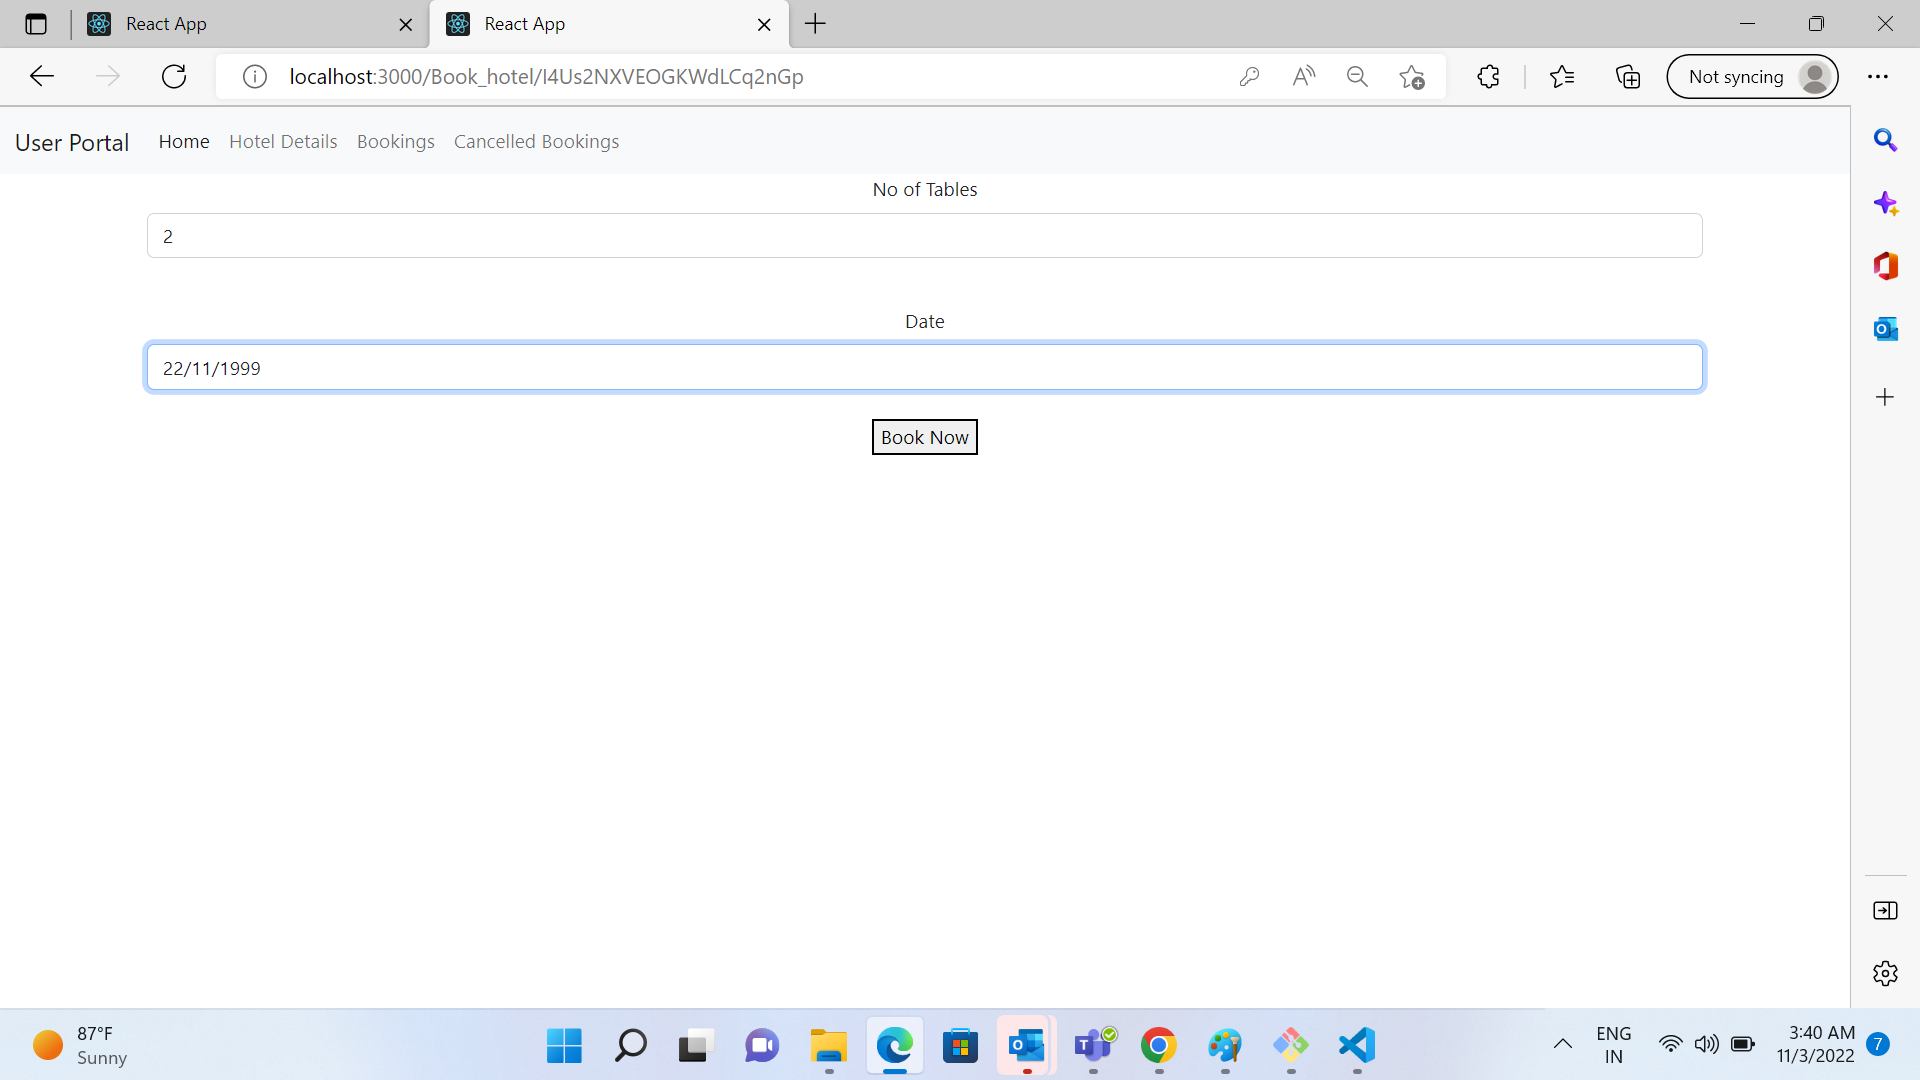 React App
React App
localhost:3000/Book_hotel/I4Us2NXVEOGKWdLCq2nGp
Not syncing
User Portal Home Hotel Details Bookings Cancelled Bookings
No of Tables
2
Date
22/11/1999
Book Now
87°F
Sunny
ENG
IN
3:40 AM
11/3/2022
7